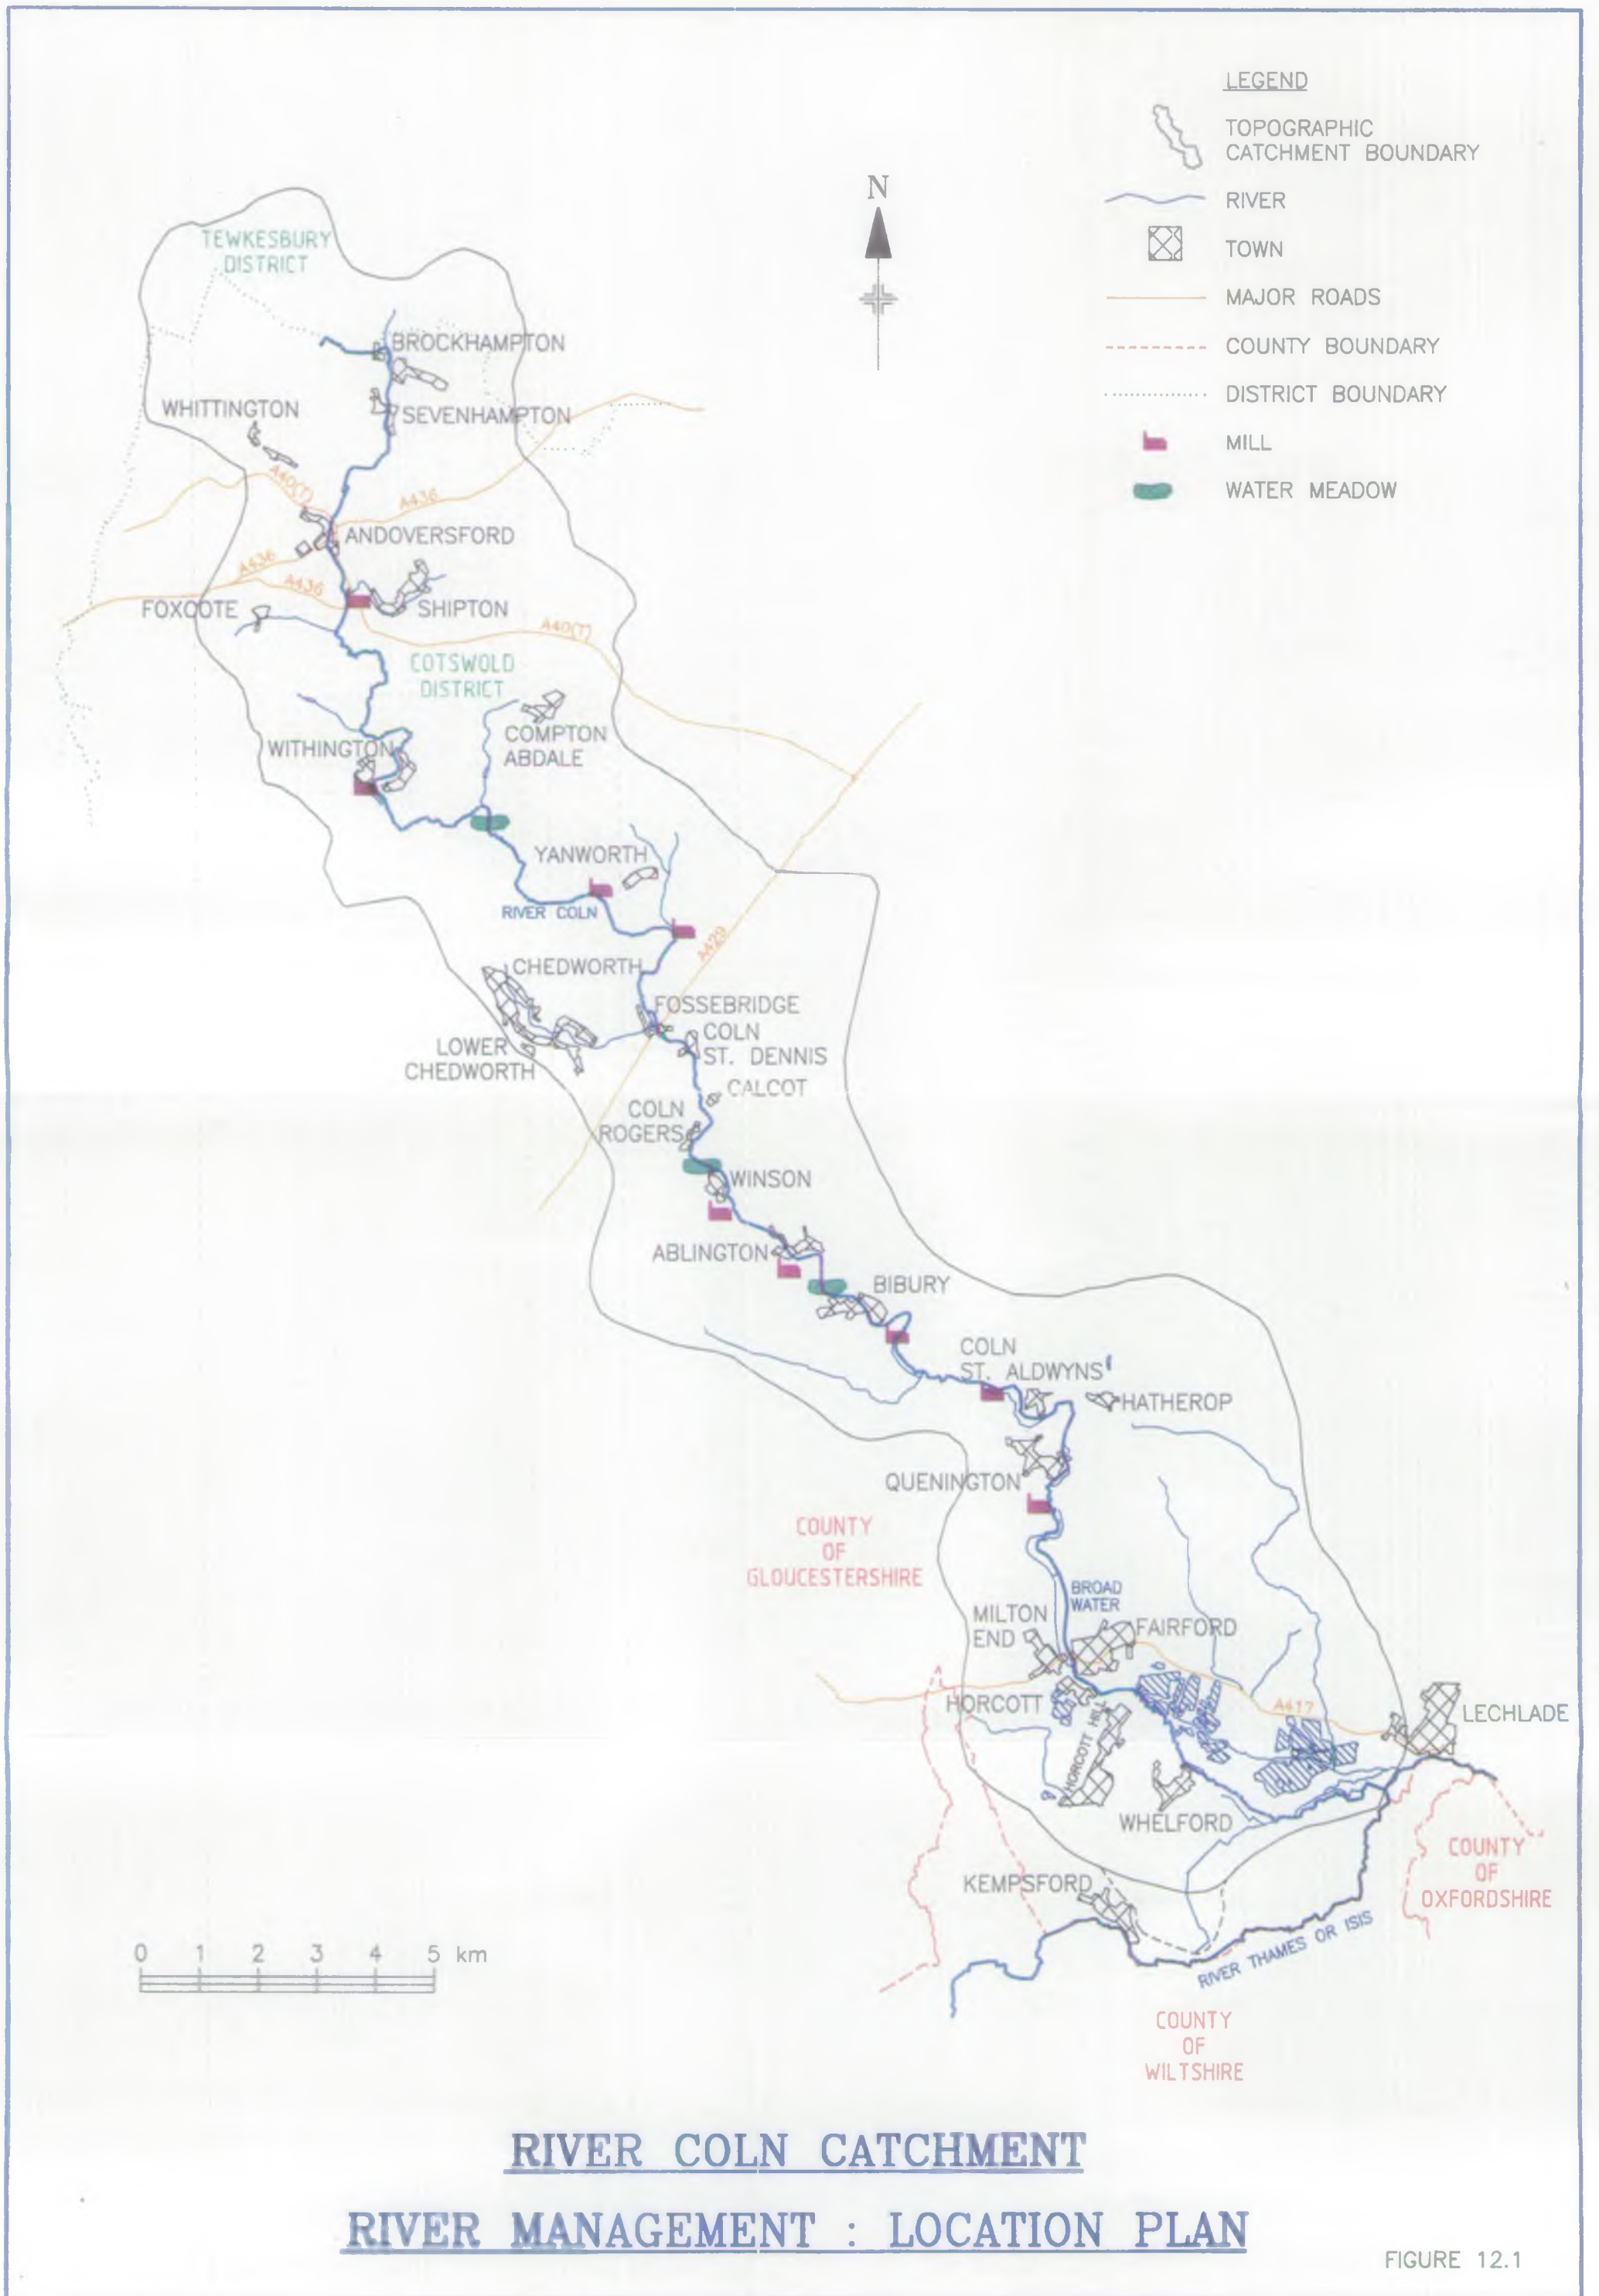 LEGEND
TOPOGRAPHIC
CATCHMENT BOUNDARY
RIVER
TOWN
MAJOR ROADS
COUNTY BOUNDARY
DISTRICT BOUNDARY
MILL
WATER MEADOW
N
TEWKESBURY
DISTRICT
BROCKHAMPTON
WHITTINGTON
SEVENHAMPTON
A40(T)
A436
ANDOVERSFORD
A436
A436
FOXCOTE
SHIPTON
A40(T)
COTSWOLD
DISTRICT
COMPTON
ABDALE
WITHINGTON
YANWORTH
RIVER COLN
A429
CHEDWORTH
FOSSEBRIDGE
COLN
ST. DENNIS
LOWER
CHEDWORTH
CALCOT
COLN
ROGERS
WINSON
ABLINGTON
BIBURY
COLN
ST. ALDWYNS
HATHEROP
QUENINGTON
COUNTY
OF
GLOUCESTERSHIRE
BROAD
WATER
MILTON
END
FAIRFORD
HORCOTT
HORCOTT HILL
A417
LECHLADE
WHELFORD
KEMPSFORD
COUNTY
OF
OXFORDSHIRE
RIVER THAMES OR ISIS
0 1 2 3 4 5 km
COUNTY
OF
WILTSHIRE
RIVER COLN CATCHMENT
RIVER MANAGEMENT : LOCATION PLAN
FIGURE 12.1